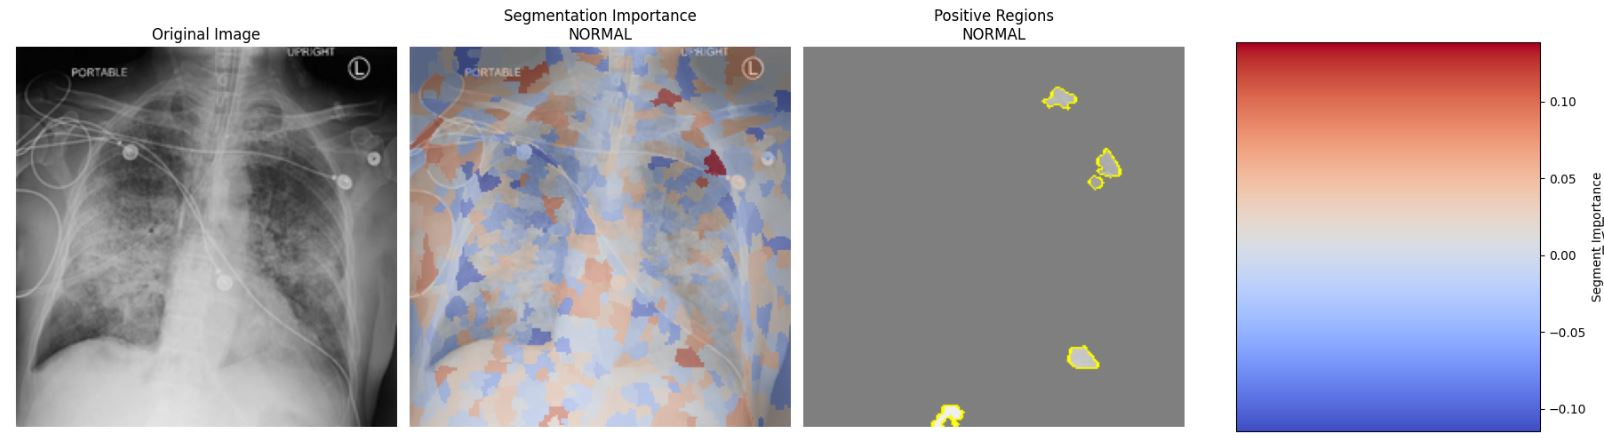 Original Image
Segmentation Importance
NORMAL
Positive Regions
NORMAL
UPRIGHT
PORTABLE
L
UPRIGHT
PORTABLE
L
0.10
0.05
0.00
−0.05
−0.10
Segment Importance